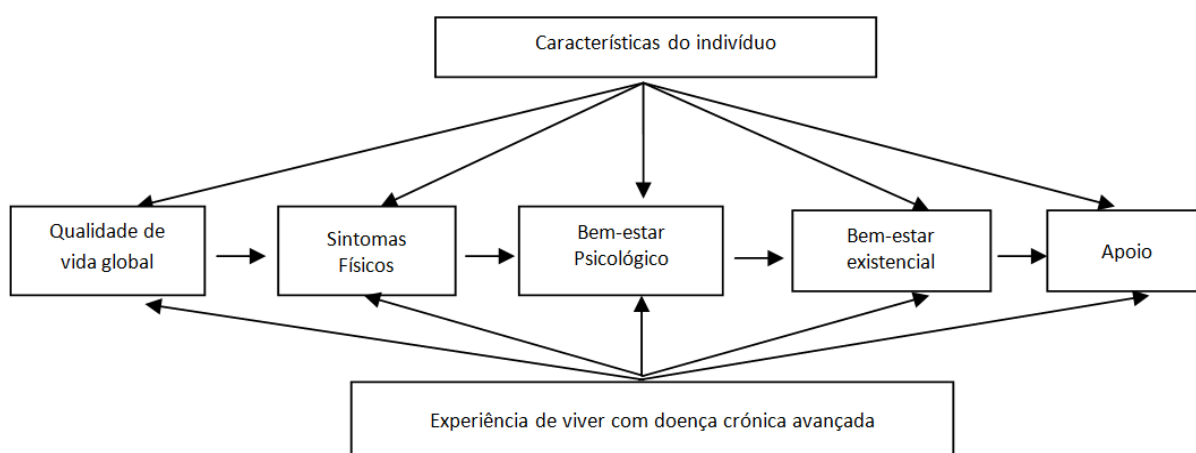 Características do indivíduo
Qualidade de
vida global
Sintomas
Físicos
Bem-estar
Psicológico
Bem-estar
existencial
Apoio
Experiência de viver com doença crónica avançada